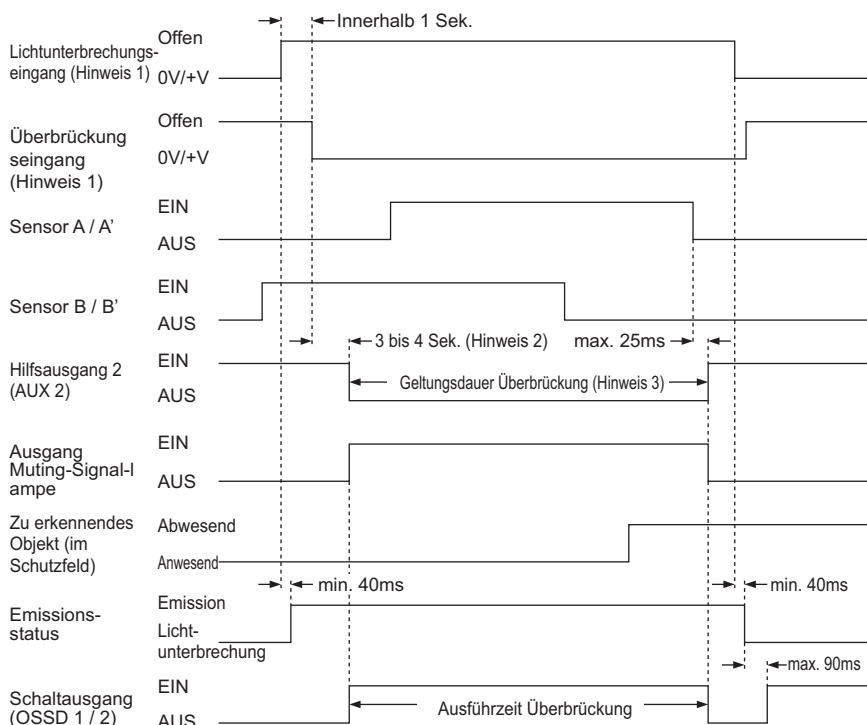 Innerhalb 1 Sek.
Lichtunterbrechungs-
eingang (Hinweis 1)
Offen
0V/+V
Überbrückung
seingang
(Hinweis 1)
Offen
0V/+V
Sensor A / A'
EIN
AUS
Sensor B / B'
EIN
AUS
3 bis 4 Sek. (Hinweis 2)
max. 25ms
Hilfsausgang 2
(AUX 2)
EIN
AUS
Geltungsdauer Überbrückung (Hinweis 3)
Ausgang
Muting-Signal-l
ampe
EIN
AUS
Zu erkennendes
Objekt (im
Schutzfeld)
Abwesend
Anwesend
min. 40ms
min. 40ms
Emissions-
status
Emission
Licht-
unterbrechung
max. 90ms
Schaltausgang
(OSSD 1 / 2)
EIN
AUS
Ausführzeit Überbrückung